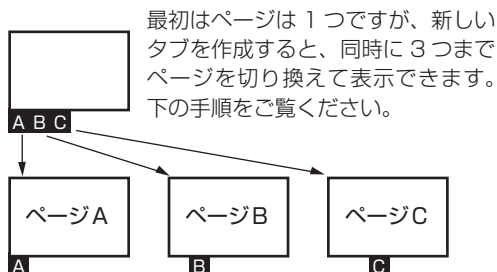 最初はページは 1 つですが、新しい
タブを作成すると、同時に 3 つまで
ページを切り換えて表示できます。
下の手順をご覧ください。
A B C
ページA
ページB
ページC
A
B
C